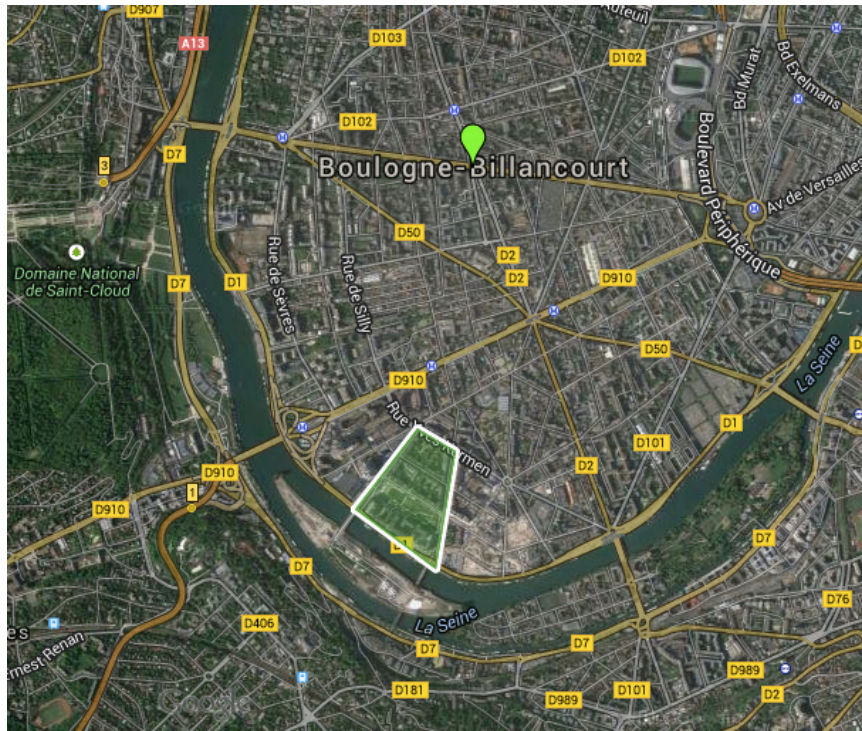 D907
Auteuil
A13
D103
D102
Bd Murat
Bd Exelmans
D102
D7
3
Boulogne-Billancourt
Boulevard Périphérique
Av de Versailles
D50
D2
D2
D910
Domaine National
de Saint-Cloud
D7
D1
Rue de Sèvres
Rue de Silly
D50
La Seine
D910
D1
D910
D101
D2
1
D910
D7
D7
La Seine
D7
D7
D406
D76
ernest Renan
D181
D989
D101
D989
D2
Google